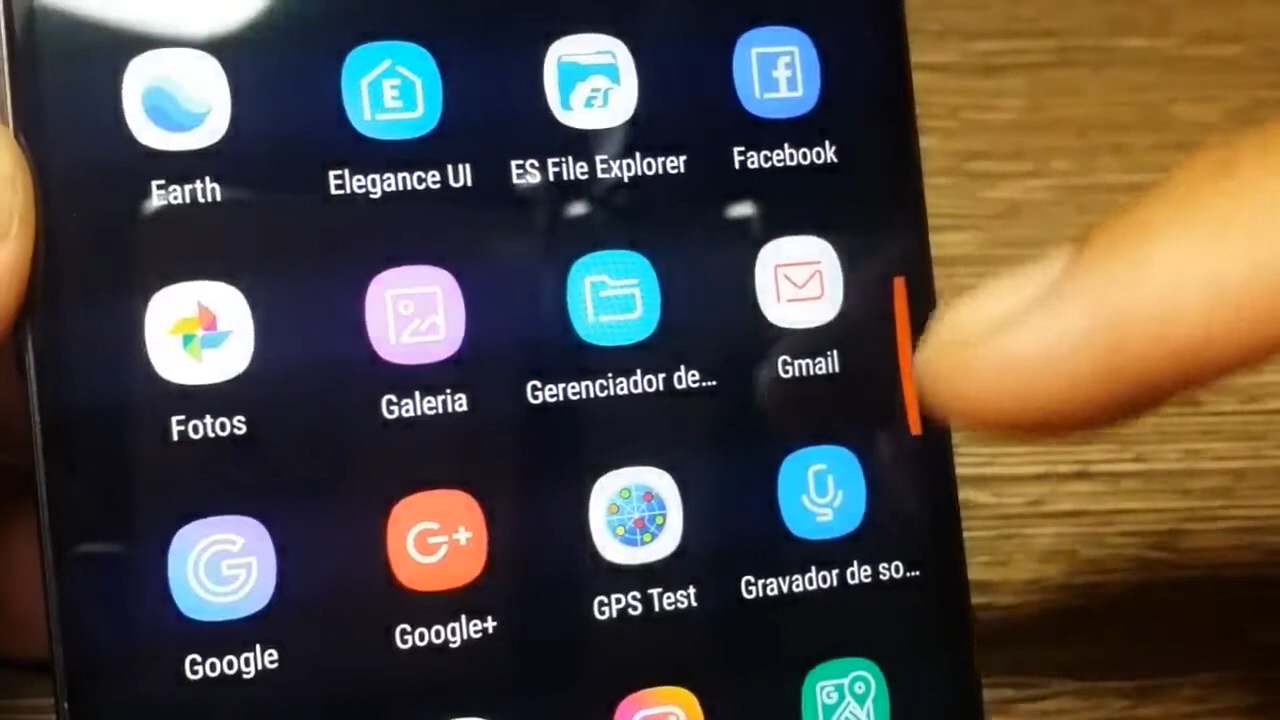 Earth
Elegance UI
ES File Explorer
Facebook
Fotos
Galeria
Gerenciador de...
Gmail
Google
Google+
GPS Test
Gravador de so...